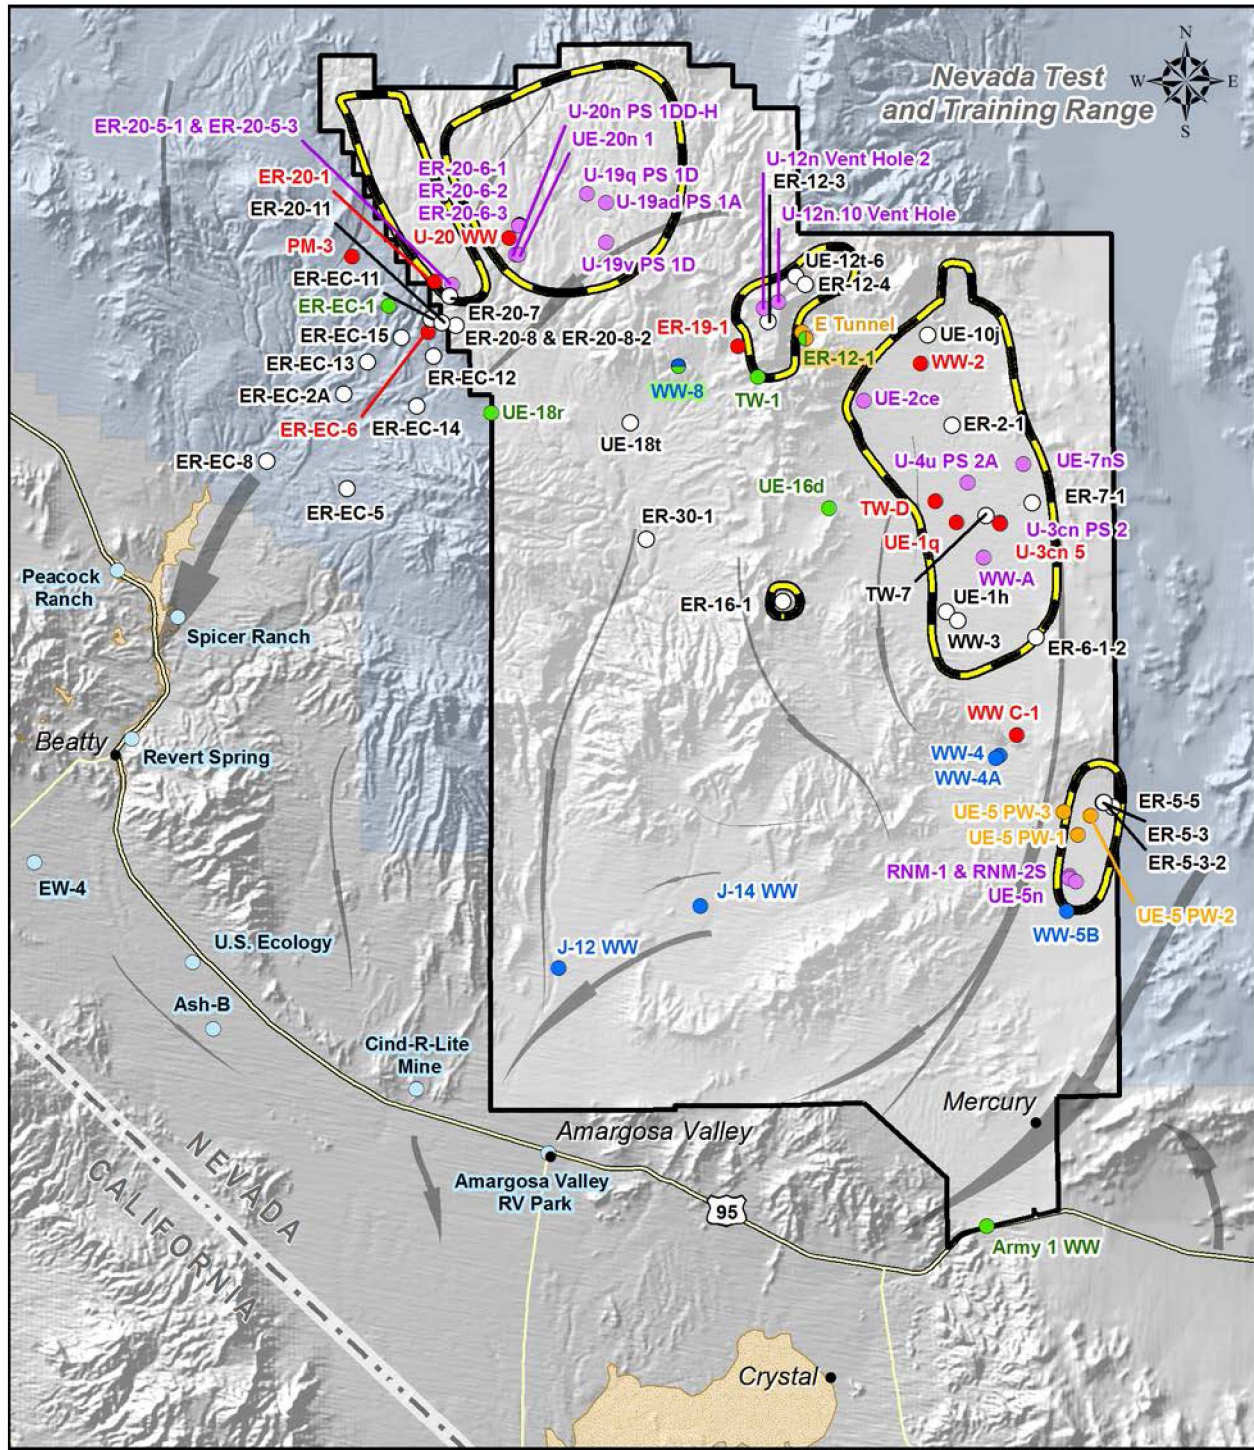 N
W
E
S
Nevada Test
and Training Range
ER-20-5-1 & ER-20-5-3
ER-20-1
ER-20-11
PM-3
ER-EC-11
ER-EC-1
ER-EC-15
ER-EC-13
ER-EC-2A
ER-EC-6
ER-EC-8
ER-EC-5
ER-EC-14
ER-EC-12
ER-20-6-1
ER-20-6-2
ER-20-6-3
U-20 WW
U-20n PS 1DD-H
UE-20n 1
U-19q PS 1D
U-19ad PS 1A
U-19v PS 1D
ER-20-7
ER-20-8 & ER-20-8-2
U-12n Vent Hole 2
ER-12-3
U-12n.10 Vent Hole
UE-12t-6
ER-12-4
ER-19-1
E Tunnel
ER-12-1
WW-8
TW-1
UE-18r
UE-18t
UE-10j
WW-2
UE-2ce
ER-2-1
U-4u PS 2A
UE-7nS
ER-7-1
UE-16d
TW-D
UE-1q
U-3cn PS 2
U-3cn 5
ER-30-1
WW-A
TW-7
ER-16-1
UE-1h
WW-3
ER-6-1-2
Peacock
Ranch
Spicer Ranch
Beatty
Revert Spring
WW C-1
WW-4
WW-4A
UE-5 PW-3
UE-5 PW-1
ER-5-5
ER-5-3
ER-5-3-2
EW-4
RNM-1 & RNM-2S
UE-5n
UE-5 PW-2
WW-5B
J-14 WW
J-12 WW
U.S. Ecology
Ash-B
Cind-R-Lite
Mine
Mercury
Amargosa Valley
Amargosa Valley
RV Park
95
Army 1 WW
NEVADA
CALIFORNIA
Crystal